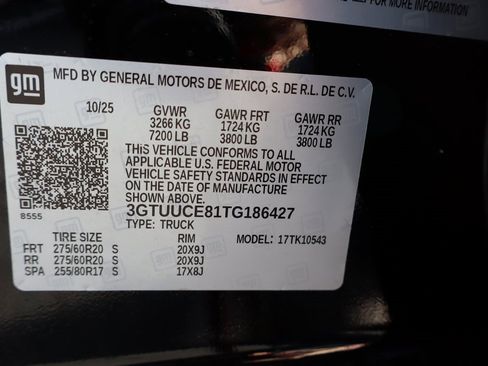 FOR MORE INFORMATION
gm
MFD BY GENERAL MOTORS DE MEXICO, S. DE R.L. DE C.V.
10/25 GVWR GAWR FRT GAWR RR
3266 KG 1724 KG 1724 KG
7200 LB 3800 LB 3800 LB
THIS VEHICLE CONFORMS TO ALL
APPLICABLE U.S. FEDERAL MOTOR
VEHICLE SAFETY STANDARDS IN EFFECT
ON THE DATE OF MANUFACTURE
SHOWN ABOVE.
8555
3GTUUCE81TG186427
TYPE: TRUCK
TIRE SIZE RIM MODEL: 17TK10543
FRT 275/60R20 S 20X9J
RR 275/60R20 S 20X9J
SPA 255/80R17 S 17X8J